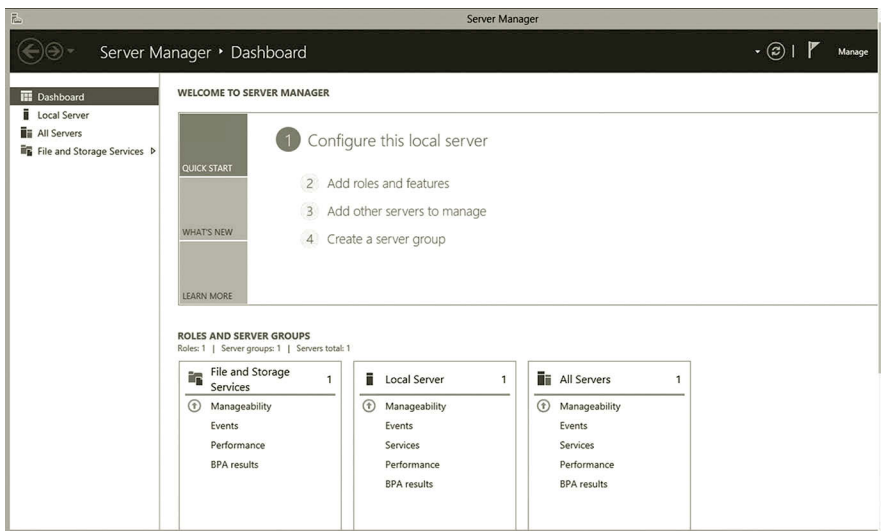 Server Manager
Server Manager ‣ Dashboard
Manage
Dashboard
Local Server
All Servers
File and Storage Services
WELCOME TO SERVER MANAGER
QUICK START
WHAT'S NEW
LEARN MORE
1 Configure this local server
2 Add roles and features
3 Add other servers to manage
4 Create a server group
ROLES AND SERVER GROUPS
Roles: 1 | Server groups: 1 | Servers total: 1
File and Storage
Services 1
Manageability
Events
Performance
BPA results
Local Server 1
Manageability
Events
Services
Performance
BPA results
All Servers 1
Manageability
Events
Services
Performance
BPA results